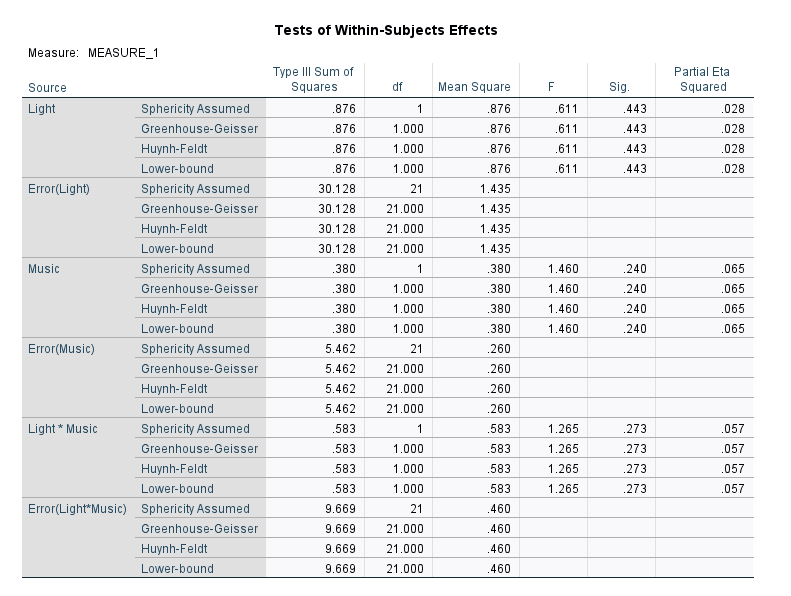 Tests of Within-Subjects Effects
Measure: MEASURE_1
Source Type III Sum of Squares df Mean Square F Sig. Partial Eta Squared
Light Sphericity Assumed .876 1 .876 .611 .443 .028
Greenhouse-Geisser .876 1.000 .876 .611 .443 .028
Huynh-Feldt .876 1.000 .876 .611 .443 .028
Lower-bound .876 1.000 .876 .611 .443 .028
Error(Light) Sphericity Assumed 30.128 21 1.435
Greenhouse-Geisser 30.128 21.000 1.435
Huynh-Feldt 30.128 21.000 1.435
Lower-bound 30.128 21.000 1.435
Music Sphericity Assumed .380 1 .380 1.460 .240 .065
Greenhouse-Geisser .380 1.000 .380 1.460 .240 .065
Huynh-Feldt .380 1.000 .380 1.460 .240 .065
Lower-bound .380 1.000 .380 1.460 .240 .065
Error(Music) Sphericity Assumed 5.462 21 .260
Greenhouse-Geisser 5.462 21.000 .260
Huynh-Feldt 5.462 21.000 .260
Lower-bound 5.462 21.000 .260
Light * Music Sphericity Assumed .583 1 .583 1.265 .273 .057
Greenhouse-Geisser .583 1.000 .583 1.265 .273 .057
Huynh-Feldt .583 1.000 .583 1.265 .273 .057
Lower-bound .583 1.000 .583 1.265 .273 .057
Error(Light*Music) Sphericity Assumed 9.669 21 .460
Greenhouse-Geisser 9.669 21.000 .460
Huynh-Feldt 9.669 21.000 .460
Lower-bound 9.669 21.000 .460